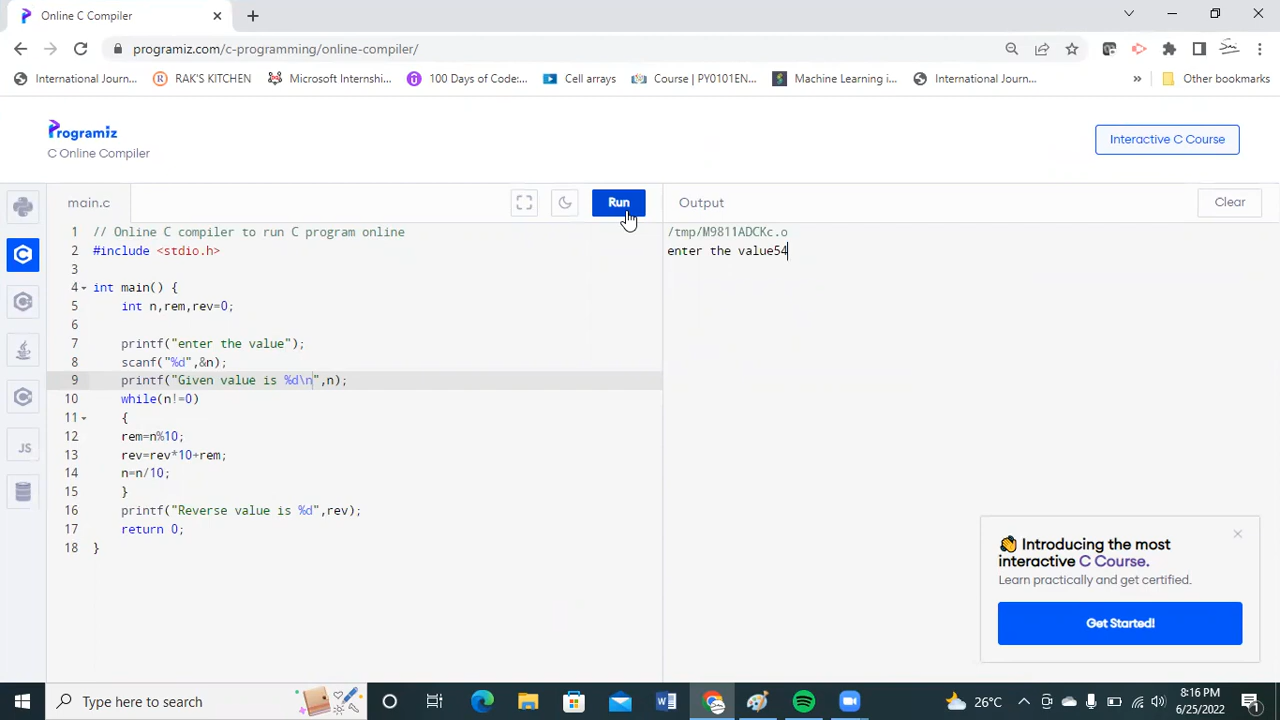 Online C Compiler
programiz.com/c-programming/online-compiler/
International Journ...
RAK'S KITCHEN
Microsoft Internshi...
100 Days of Code:...
Cell arrays
Course | PY0101EN...
Machine Learning i...
International Journ...
»
Other bookmarks
Programiz
C Online Compiler
Interactive C Course
main.c
Run
Output
Clear
1 // Online C compiler to run C program online
2 #include <stdio.h>
3
4 int main() {
5 int n,rem,rev=0;
6
7 printf("enter the value");
8 scanf("%d",&n);
9 printf("Given value is %d\n",n);
10 while(n!=0)
11 {
12 rem=n%10;
13 rev=rev*10+rem;
14 n=n/10;
15 }
16 printf("Reverse value is %d",rev);
17 return 0;
18 }
/tmp/M9811ADCKc.o
enter the value54
JS
Introducing the most
interactive C Course.
Learn practically and get certified.
Get Started!
Type here to search
26°C
8:16 PM
6/25/2022
1